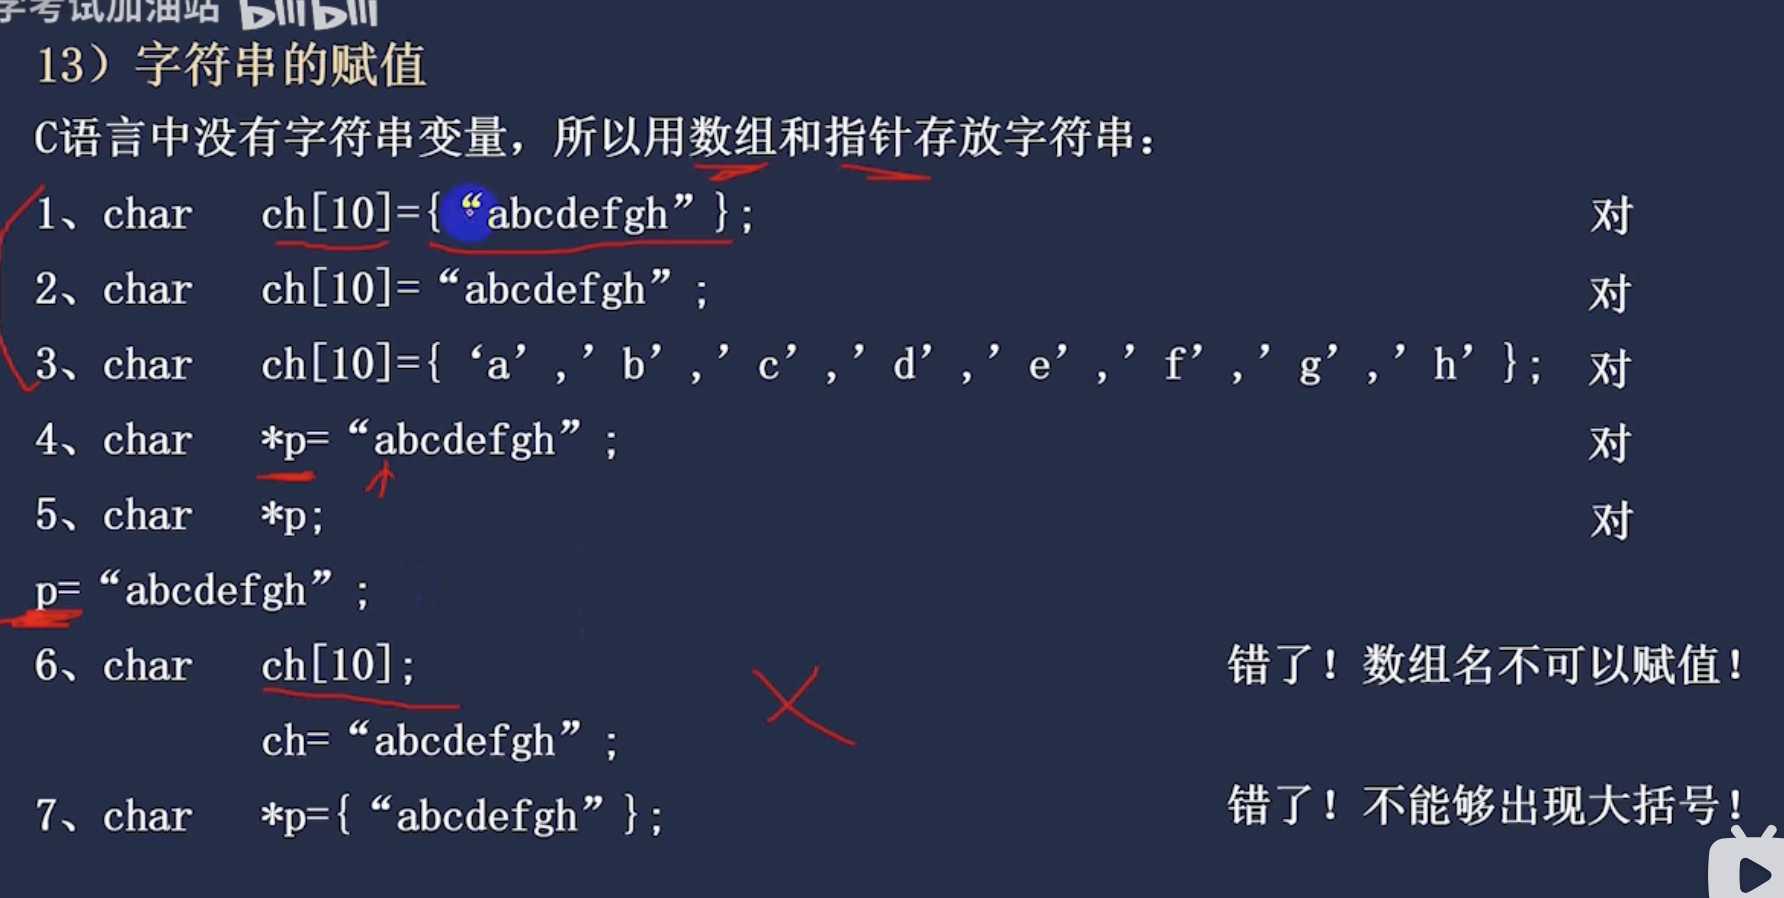 学考试加油站 bilibili
13）字符串的赋值
C语言中没有字符串变量，所以用数组和指针存放字符串：
1、char ch[10]={“abcdefgh”}; 对
2、char ch[10]=“abcdefgh”; 对
3、char ch[10]={‘a’,’b’,’c’,’d’,’e’,’f’,’g’,’h’}; 对
4、char *p=“abcdefgh”; 对
5、char *p; 对
p=“abcdefgh”;
6、char ch[10]; 错了！数组名不可以赋值！
ch=“abcdefgh”;
7、char *p={“abcdefgh”}; 错了！不能够出现大括号！